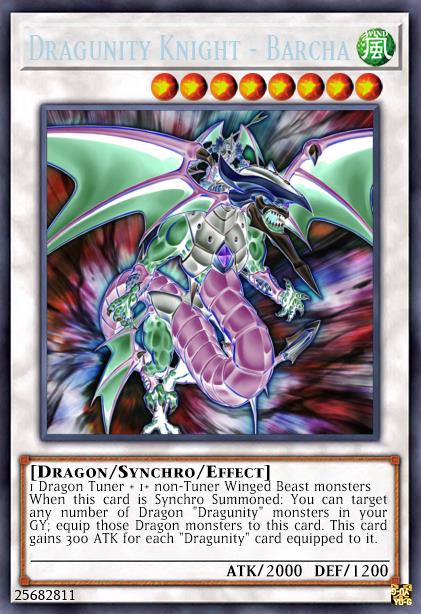 Dragunity Knight - Barcha
WIND
風
[Dragon/Synchro/Effect]
1 Dragon Tuner + 1+ non-Tuner Winged Beast monsters
When this card is Synchro Summoned: You can target
any number of Dragon "Dragunity" monsters in your
GY; equip those Dragon monsters to this card. This card
gains 300 ATK for each "Dragunity" card equipped to it.
ATK/2000 DEF/1200
25682811